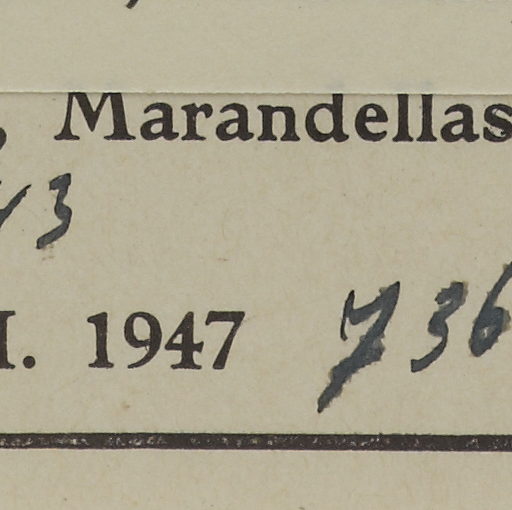 , Marandellas
3
I. 1947 736